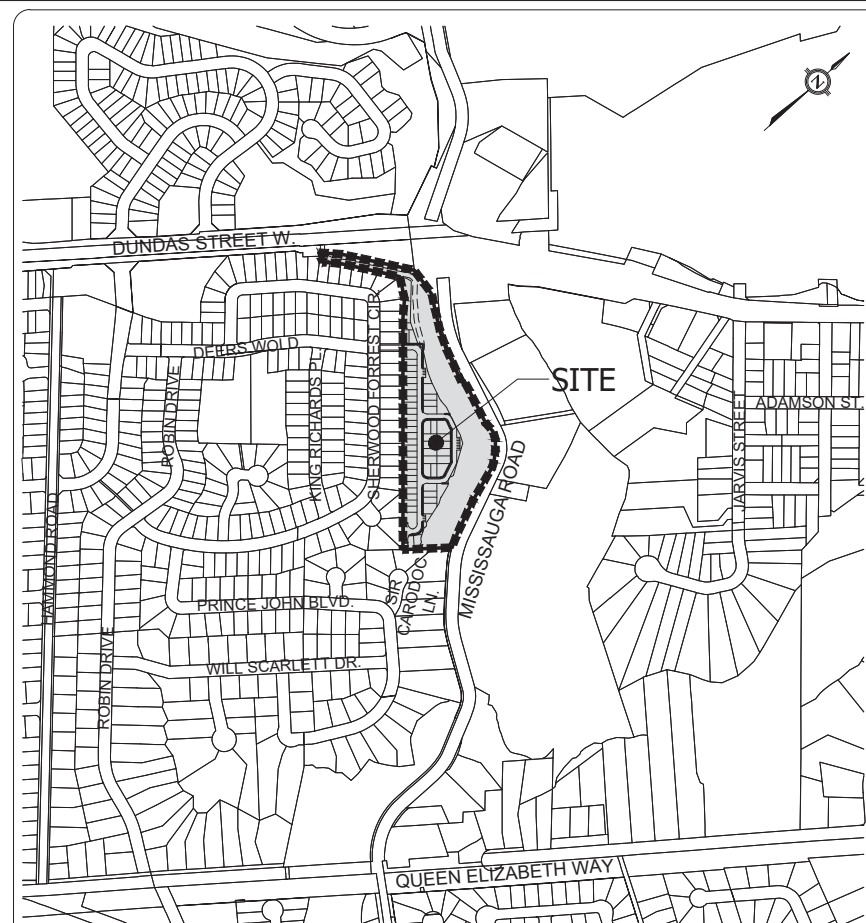 N
DUNDAS STREET W.
DEERS WOLD
ROBIN DRIVE
KING RICHARDS PL.
SHERWOOD FORREST CIR
SITE
ADAMSON ST.
JARVIS STREET
HAMMOND ROAD
MISSISSAUGA ROAD
SIR
CARODOC
LN.
PRINCE JOHN BLVD.
WILL SCARLETT DR.
ROBIN DRIVE
QUEEN ELIZABETH WAY